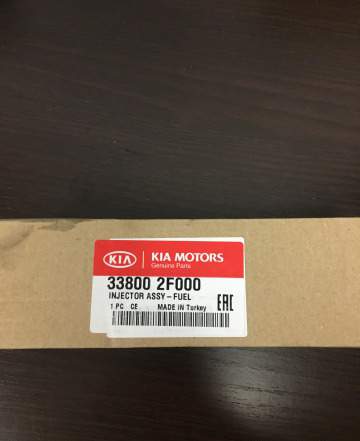 KIA
KIA MOTORS
Genuine Parts
33800 2F000
INJECTOR ASSY-FUEL
EAC
1 PC CE MADE IN Turkey